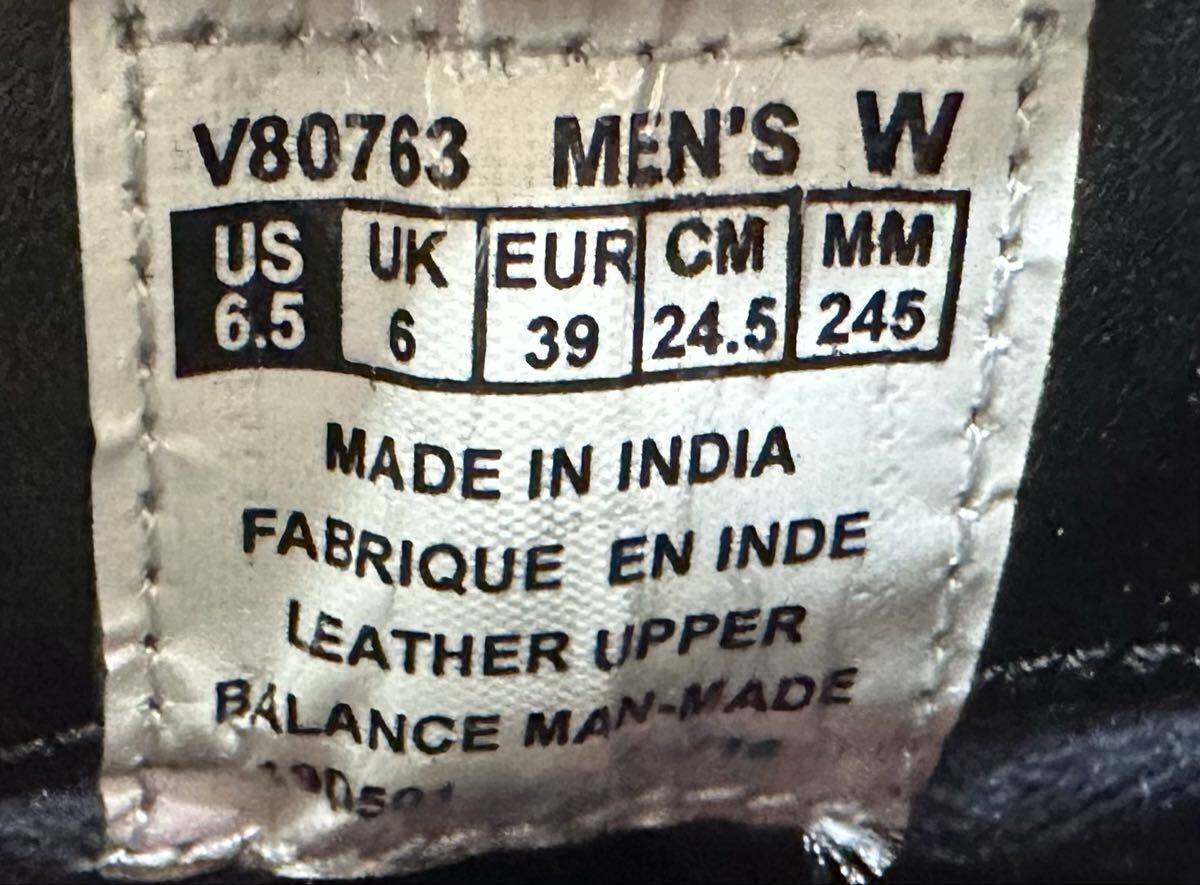 V80763 MEN'S W
US UK EUR CM MM
6.5 6 39 24.5 245
MADE IN INDIA
FABRIQUE EN INDE
LEATHER UPPER
BALANCE MAN-MADE